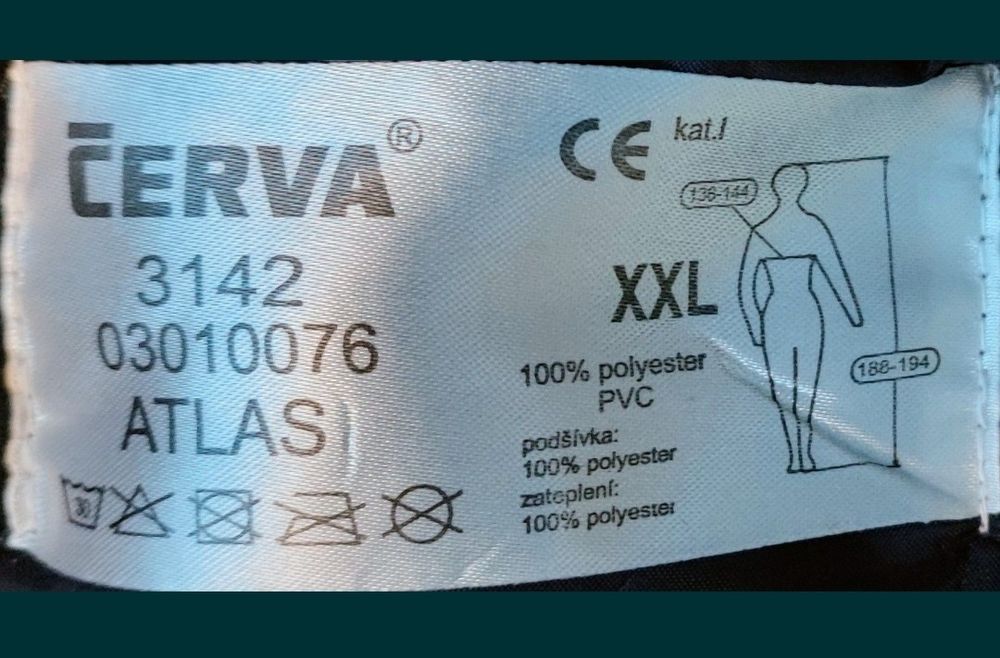 ČERVA®
3142
03010076
ATLAS
30
CE kat.I
136-144
XXL
188-194
100% polyester
PVC
podšívka:
100% polyester
zateplení:
100% polyester